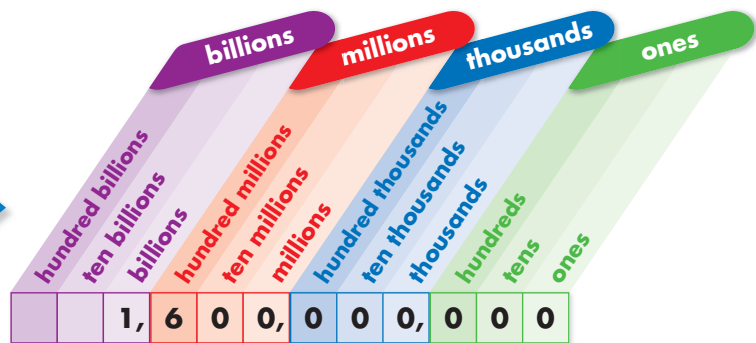 billions
millions
thousands
ones
hundred billions
ten billions
billions
hundred millions
ten millions
millions
hundred thousands
ten thousands
thousands
hundreds
tens
ones
1, 6 0 0, 0 0 0, 0 0 0